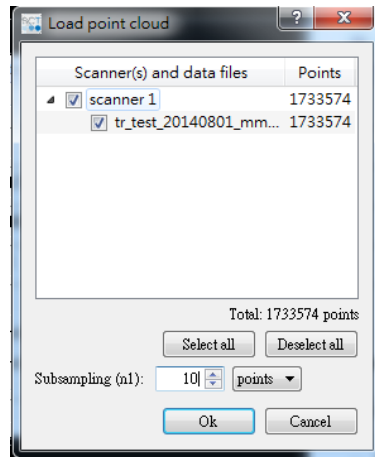 Load point cloud
Scanner(s) and data files Points
scanner 1 1733574
tr_test_20140801_mm... 1733574
Total: 1733574 points
Select all Deselect all
Subsampling (n1): 10 points
Ok Cancel